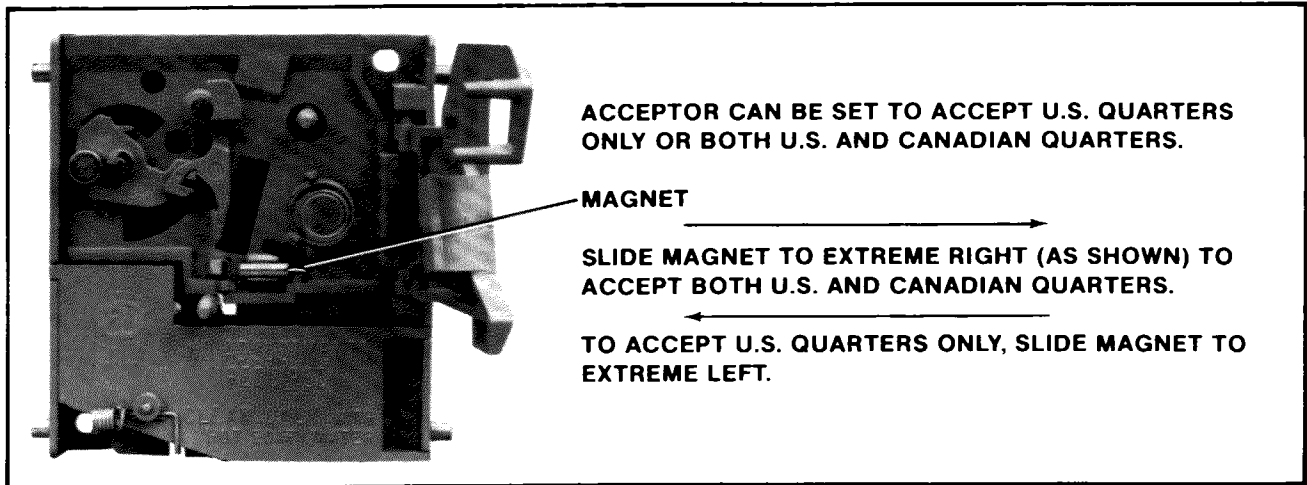 ACCEPTOR CAN BE SET TO ACCEPT U.S. QUARTERS
ONLY OR BOTH U.S. AND CANADIAN QUARTERS.
MAGNET
SLIDE MAGNET TO EXTREME RIGHT (AS SHOWN) TO
ACCEPT BOTH U.S. AND CANADIAN QUARTERS.
TO ACCEPT U.S. QUARTERS ONLY, SLIDE MAGNET TO
EXTREME LEFT.